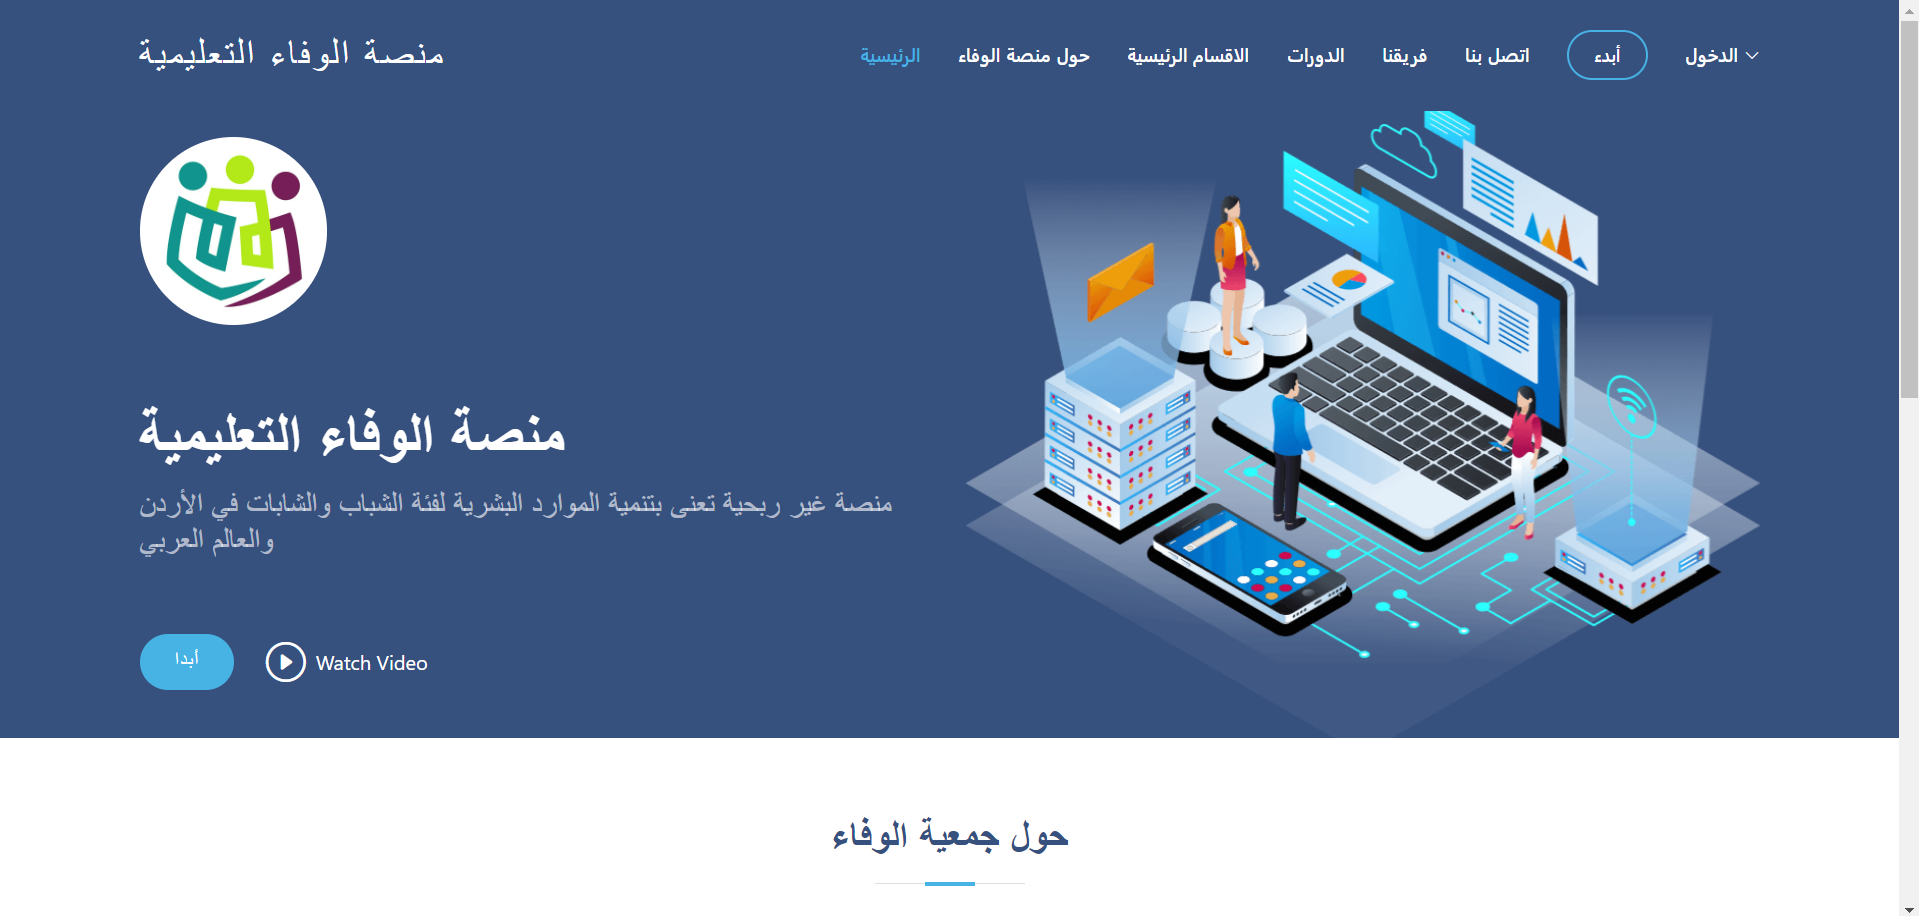 منصة الوفاء التعليمية
الرئيسية
حول منصة الوفاء
الاقسام الرئيسية
الدورات
فريقنا
اتصل بنا
أبدء
الدخول
منصة الوفاء التعليمية
منصة غير ربحية تعنى بتنمية الموارد البشرية لفئة الشباب والشابات في الأردن
والعالم العربي
أبدا
Watch Video
حول جمعية الوفاء